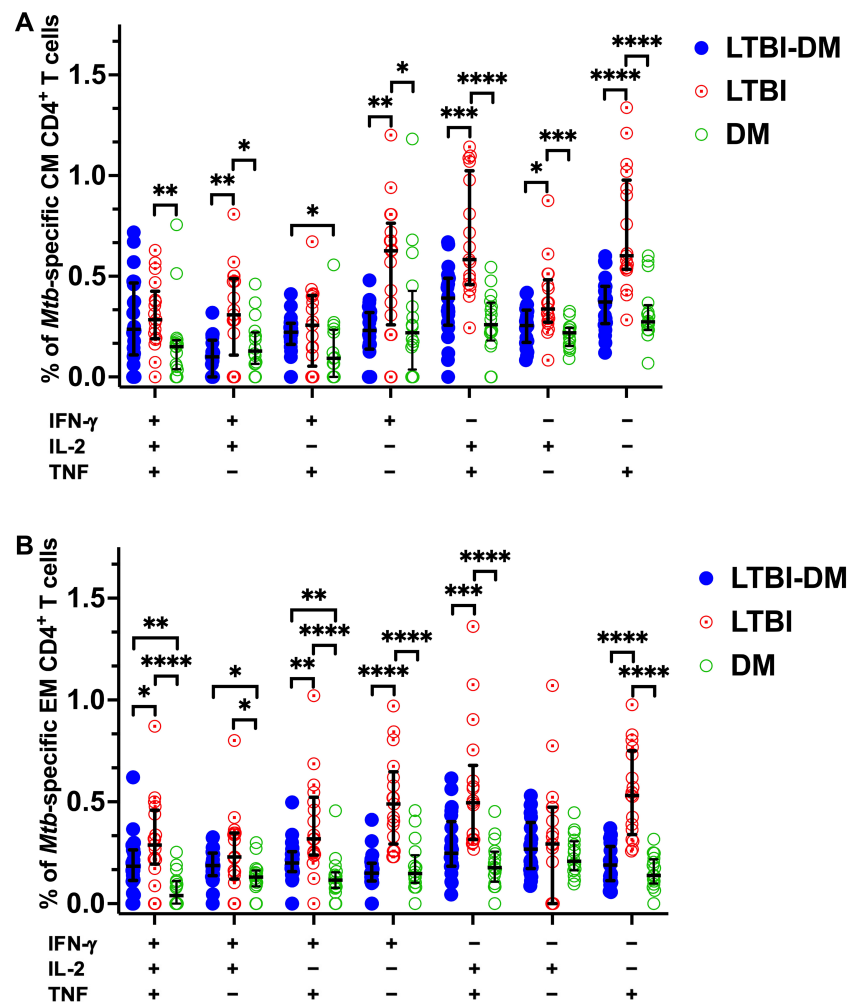 A
% of Mtb-specific CM CD4⁺ T cells
1.5
1.0
0.5
0.0
** ** * * ** * *** **** * *** **** ****
LTBI-DM
LTBI
DM
IFN-γ + + + + − − −
IL-2 + + − − + + −
TNF + − + − + − +
B
% of Mtb-specific EM CD4⁺ T cells
1.5
1.0
0.5
0.0
** **** * * * ** **** ** **** **** *** **** **** ****
LTBI-DM
LTBI
DM
IFN-γ + + + + − − −
IL-2 + + − − + + −
TNF + − + − + − +